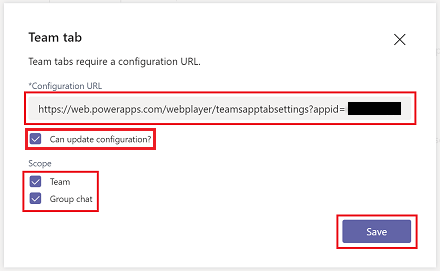 Team tab
Team tabs require a configuration URL.
*Configuration URL
https://web.powerapps.com/webplayer/teamsapptabsettings?appid=
Can update configuration?
Scope
Team
Group chat
Save